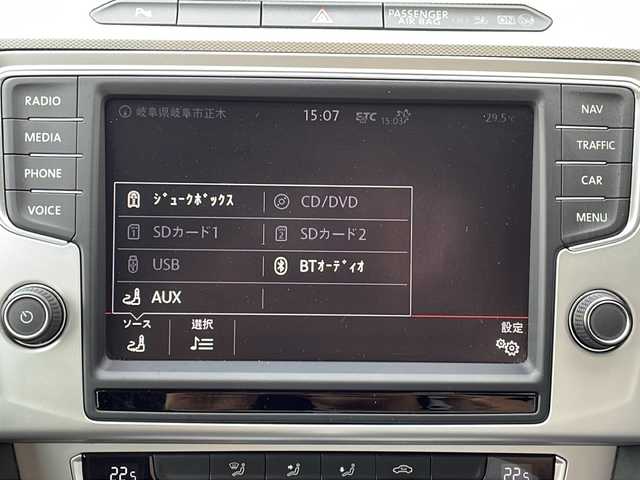 PASSENGER
AIR BAG
ON
RADIO
MEDIA
PHONE
VOICE
NAV
TRAFFIC
CAR
MENU
岐阜県岐阜市正木
15:07
ETC
15:03
29.5℃
ジュークボックス
CD/DVD
SDカード1
SDカード2
USB
BTオーディオ
AUX
ソース
選択
設定
22.5
22.5